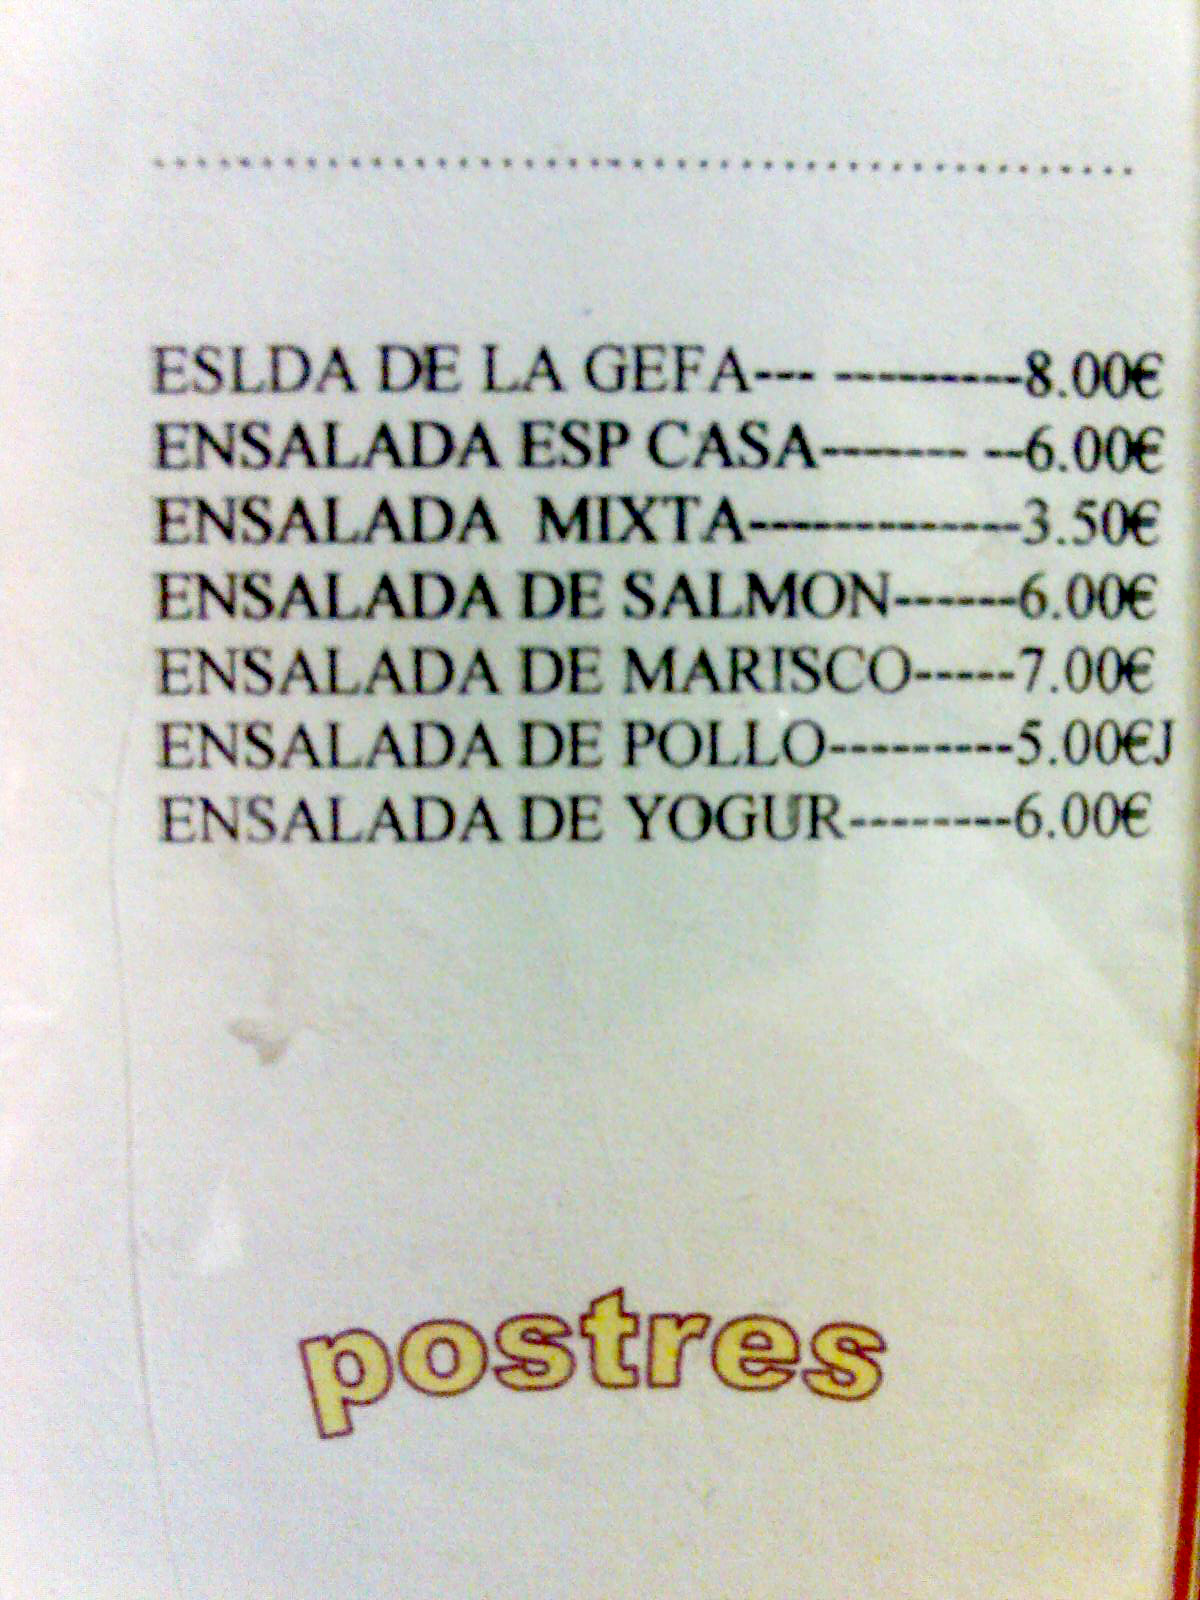 ESLDA DE LA GEFA--- ----------8.00€
ENSALADA ESP CASA------- --6.00€
ENSALADA MIXTA-------------3.50€
ENSALADA DE SALMON------6.00€
ENSALADA DE MARISCO-----7.00€
ENSALADA DE POLLO---------5.00€J
ENSALADA DE YOGUR--------6.00€
postres